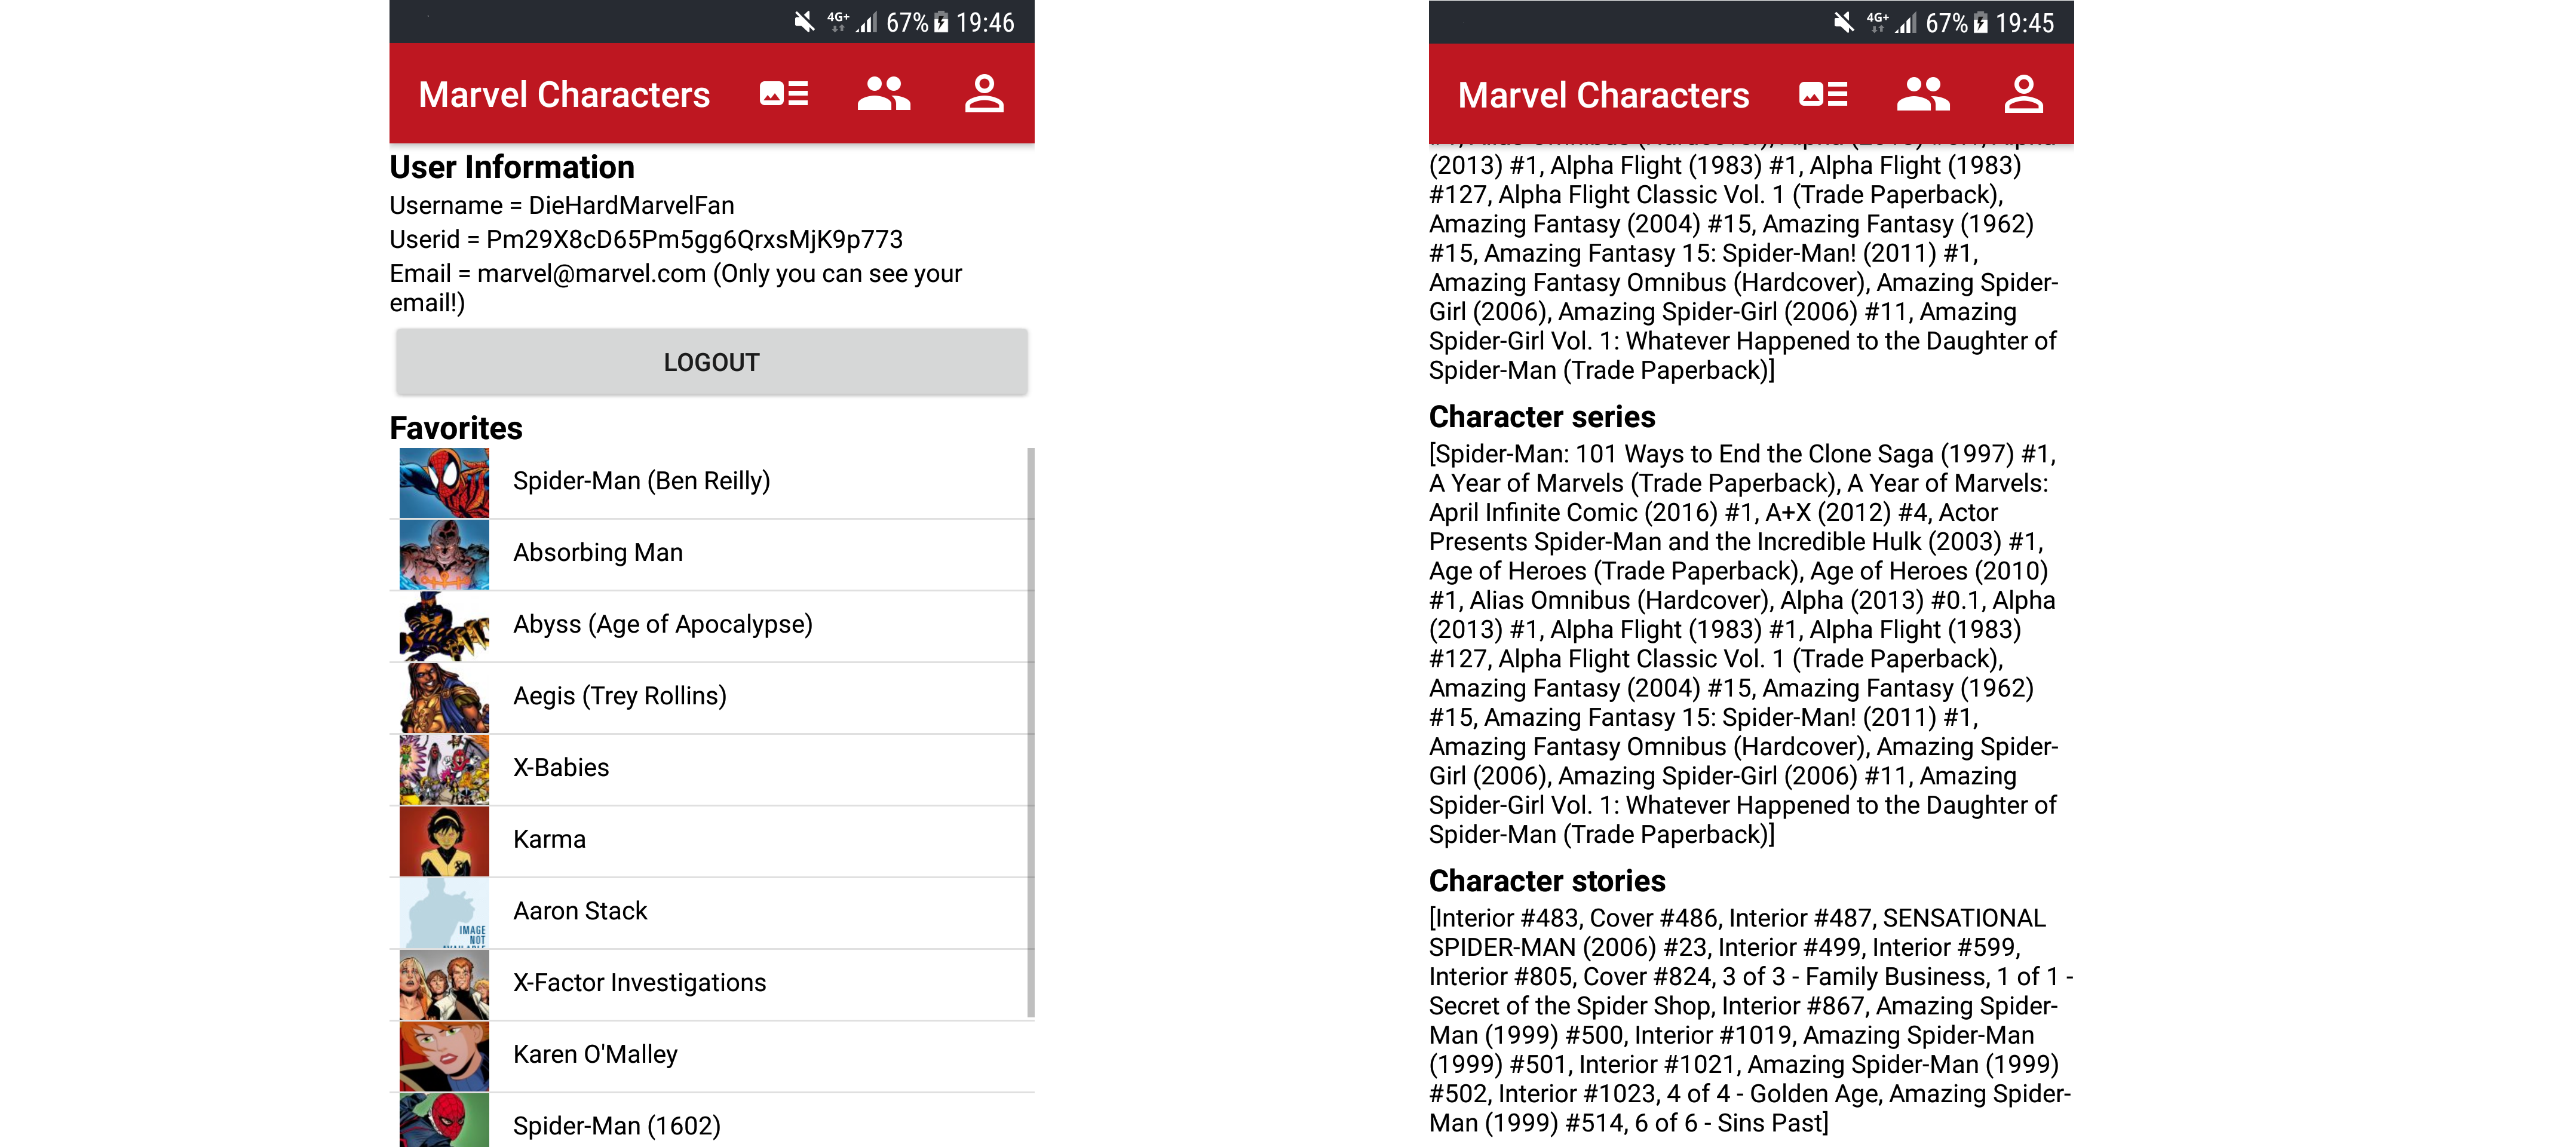 4G+ 67% 19:46
Marvel Characters
User Information
Username = DieHardMarvelFan
Userid = Pm29X8cD65Pm5gg6QrxsMjK9p773
Email = marvel@marvel.com (Only you can see your
email!)
LOGOUT
Favorites
Spider-Man (Ben Reilly)
Absorbing Man
Abyss (Age of Apocalypse)
Aegis (Trey Rollins)
X-Babies
Karma
Aaron Stack
IMAGE
NOT
X-Factor Investigations
Karen O'Malley
Spider-Man (1602)
4G+ 67% 19:45
Marvel Characters
(2013) #1, Alpha Flight (1983) #1, Alpha Flight (1983)
#127, Alpha Flight Classic Vol. 1 (Trade Paperback),
Amazing Fantasy (2004) #15, Amazing Fantasy (1962)
#15, Amazing Fantasy 15: Spider-Man! (2011) #1,
Amazing Fantasy Omnibus (Hardcover), Amazing Spider-
Girl (2006), Amazing Spider-Girl (2006) #11, Amazing
Spider-Girl Vol. 1: Whatever Happened to the Daughter of
Spider-Man (Trade Paperback)]
Character series
[Spider-Man: 101 Ways to End the Clone Saga (1997) #1,
A Year of Marvels (Trade Paperback), A Year of Marvels:
April Infinite Comic (2016) #1, A+X (2012) #4, Actor
Presents Spider-Man and the Incredible Hulk (2003) #1,
Age of Heroes (Trade Paperback), Age of Heroes (2010)
#1, Alias Omnibus (Hardcover), Alpha (2013) #0.1, Alpha
(2013) #1, Alpha Flight (1983) #1, Alpha Flight (1983)
#127, Alpha Flight Classic Vol. 1 (Trade Paperback),
Amazing Fantasy (2004) #15, Amazing Fantasy (1962)
#15, Amazing Fantasy 15: Spider-Man! (2011) #1,
Amazing Fantasy Omnibus (Hardcover), Amazing Spider-
Girl (2006), Amazing Spider-Girl (2006) #11, Amazing
Spider-Girl Vol. 1: Whatever Happened to the Daughter of
Spider-Man (Trade Paperback)]
Character stories
[Interior #483, Cover #486, Interior #487, SENSATIONAL
SPIDER-MAN (2006) #23, Interior #499, Interior #599,
Interior #805, Cover #824, 3 of 3 - Family Business, 1 of 1 -
Secret of the Spider Shop, Interior #867, Amazing Spider-
Man (1999) #500, Interior #1019, Amazing Spider-Man
(1999) #501, Interior #1021, Amazing Spider-Man (1999)
#502, Interior #1023, 4 of 4 - Golden Age, Amazing Spider-
Man (1999) #514, 6 of 6 - Sins Past]